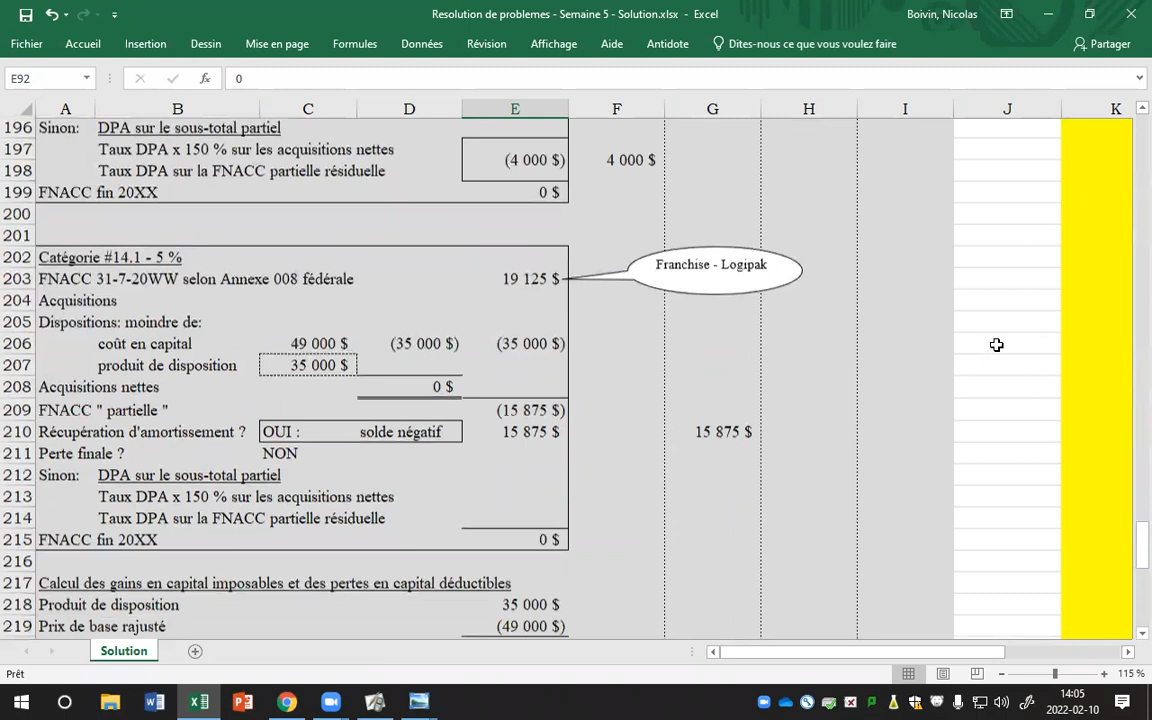 Resolution de problemes - Semaine 5 - Solution.xlsx - Excel
Boivin, Nicolas
Fichier Accueil Insertion Dessin Mise en page Formules Données Révision Affichage Aide Antidote Dites-nous ce que vous voulez faire Partager
E92 fx 0
A B C D E F G H I J K
196 Sinon: DPA sur le sous-total partiel
197 Taux DPA x 150 % sur les acquisitions nettes
(4 000 $) 4 000 $
198 Taux DPA sur la FNACC partielle résiduelle
199 FNACC fin 20XX 0 $
200
201
202 Catégorie #14.1 - 5 %
203 FNACC 31-7-20WW selon Annexe 008 fédérale 19 125 $
Franchise - Logipak
204 Acquisitions
205 Dispositions: moindre de:
206 coût en capital 49 000 $ (35 000 $) (35 000 $)
207 produit de disposition 35 000 $
208 Acquisitions nettes 0 $
209 FNACC " partielle " (15 875 $)
210 Récupération d'amortissement ? OUI : solde négatif 15 875 $ 15 875 $
211 Perte finale ? NON
212 Sinon: DPA sur le sous-total partiel
213 Taux DPA x 150 % sur les acquisitions nettes
214 Taux DPA sur la FNACC partielle résiduelle
215 FNACC fin 20XX 0 $
216
217 Calcul des gains en capital imposables et des pertes en capital déductibles
218 Produit de disposition 35 000 $
219 Prix de base rajusté (49 000 $)
Solution
Prêt 115 %
14:05
2022-02-10